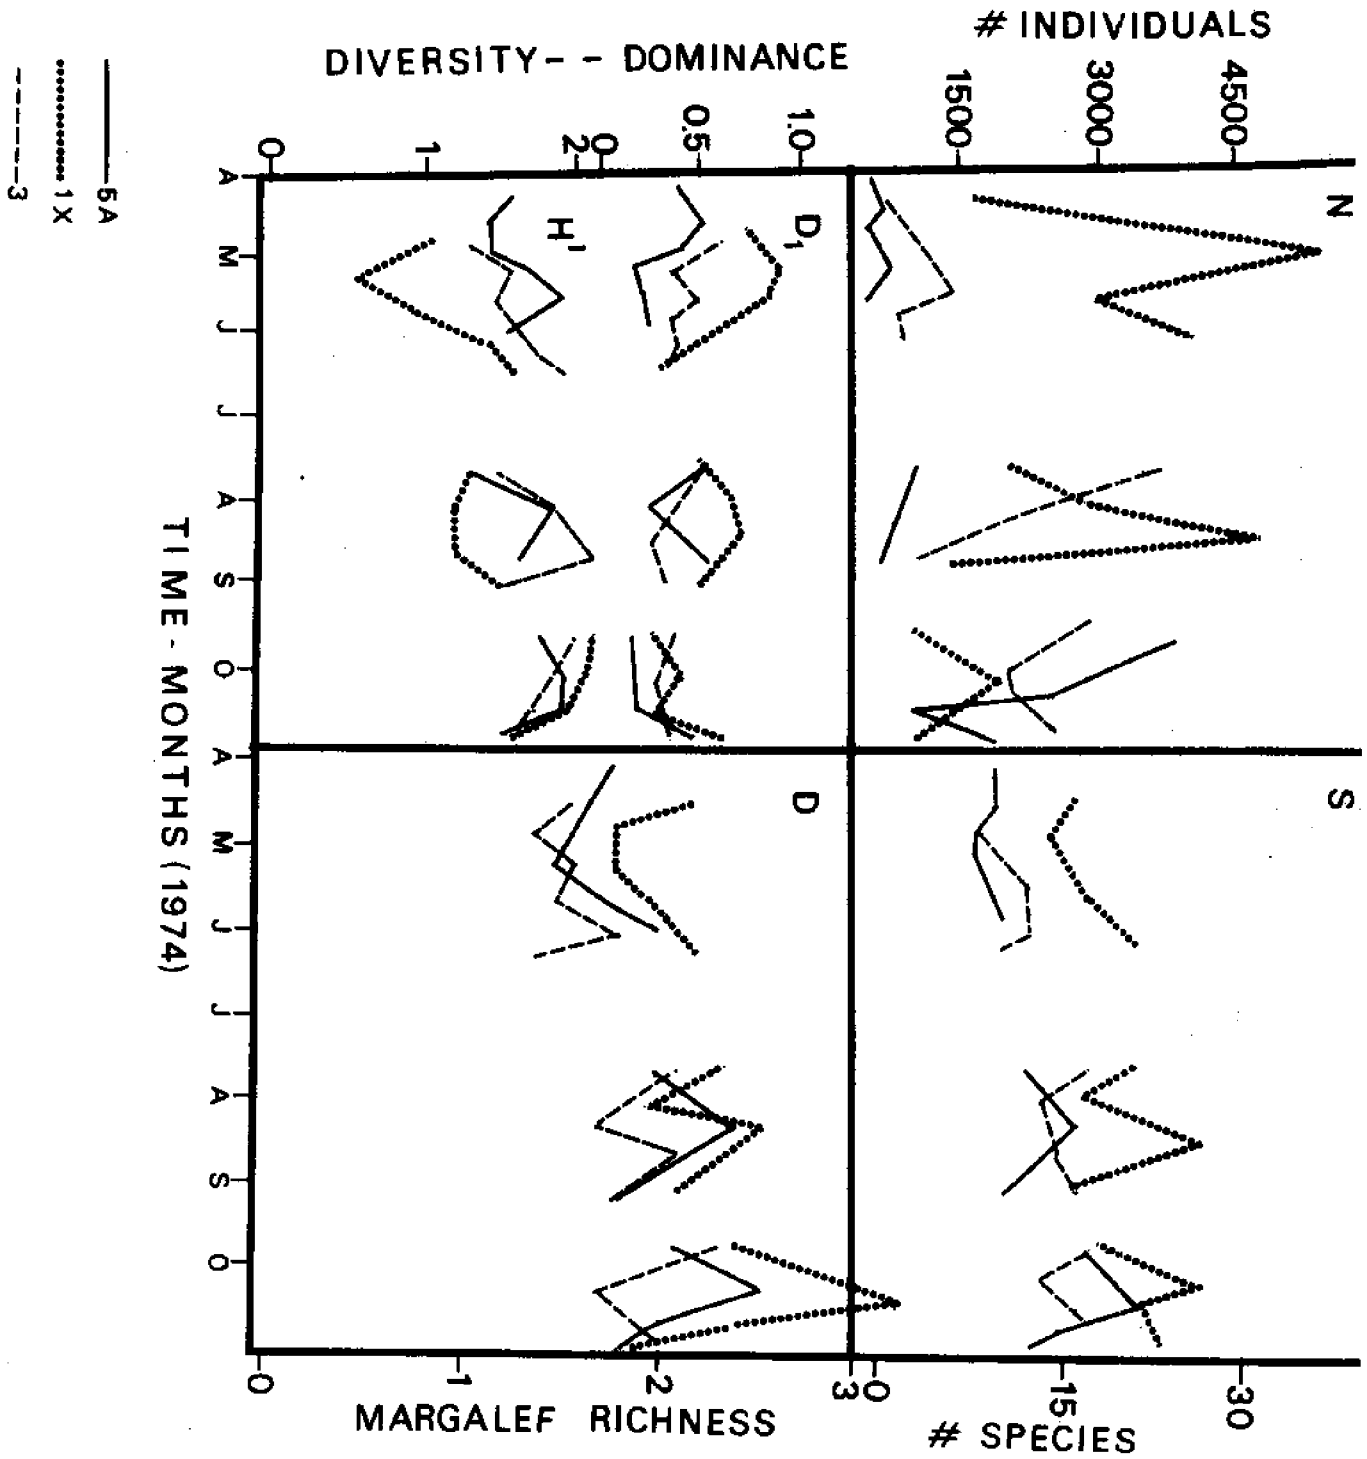 # INDIVIDUALS
1500 3000 4500
DIVERSITY-- DOMINANCE
0 1 2 0 0.5 1.0
N
D1
H'
S
D
A M J J A S O
A M J J A S O
TIME-MONTHS (1974)
0 1 2 3
MARGALEF RICHNESS
0 15 30
# SPECIES
5A
1X
3